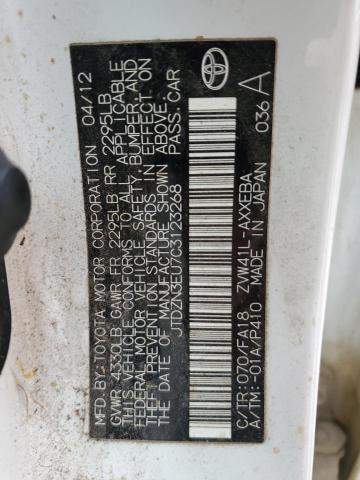 MFD. BY: TOYOTA MOTOR CORPORATION 04/12
GVWR 4330LB GAWR FR 2295LB RR 2295LB
THIS VEHICLE CONFORMS TO ALL APPLICABLE
FEDERAL MOTOR VEHICLE SAFETY, BUMPER, AND
THEFT PREVENTION STANDARDS IN EFFECT ON
THE DATE OF MANUFACTURE SHOWN ABOVE.
JTDZN3EU7C3123268 PASS. CAR
C/TR:070/FA18 ZVW41L-AXXEBA
A/TM:-01A/P410 MADE IN JAPAN 036 A
TOYOTA